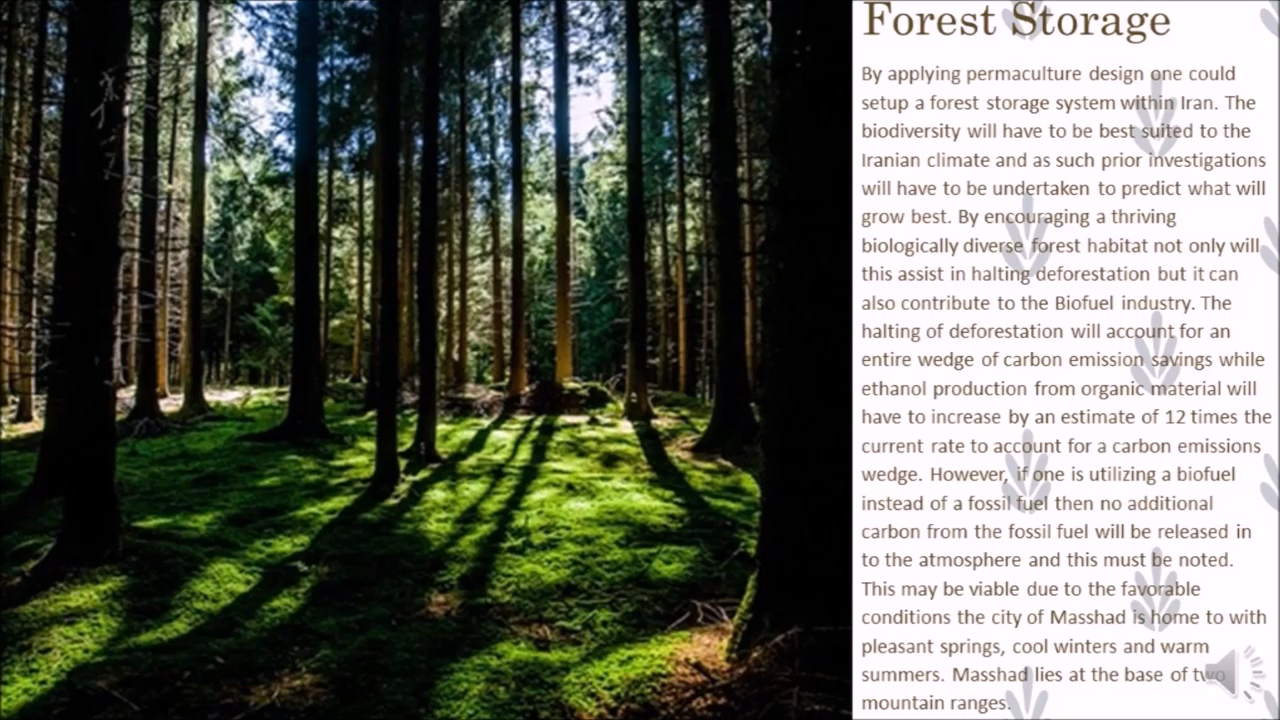 Forest Storage
By applying permaculture design one could
setup a forest storage system within Iran. The
biodiversity will have to be best suited to the
Iranian climate and as such prior investigations
will have to be undertaken to predict what will
grow best. By encouraging a thriving
biologically diverse forest habitat not only will
this assist in halting deforestation but it can
also contribute to the Biofuel industry. The
halting of deforestation will account for an
entire wedge of carbon emission savings while
ethanol production from organic material will
have to increase by an estimate of 12 times the
current rate to account for a carbon emissions
wedge. However, if one is utilizing a biofuel
instead of a fossil fuel then no additional
carbon from the fossil fuel will be released in
to the atmosphere and this must be noted.
This may be viable due to the favorable
conditions the city of Masshad is home to with
pleasant springs, cool winters and warm
summers. Masshad lies at the base of two
mountain ranges.